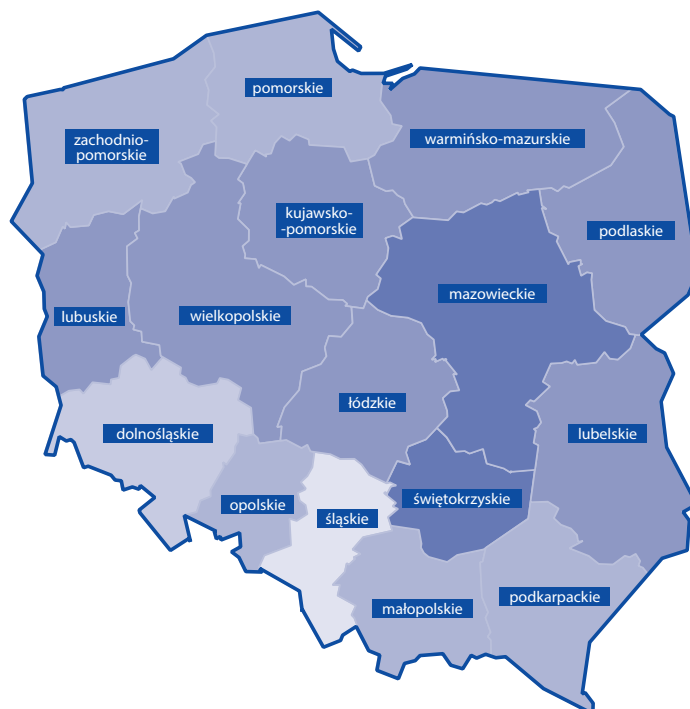 pomorskie
zachodnio-
pomorskie
warmińsko-mazurskie
kujawsko-
-pomorskie
podlaskie
mazowieckie
lubuskie
wielkopolskie
łódzkie
dolnośląskie
lubelskie
opolskie
śląskie
świętokrzyskie
małopolskie
podkarpackie